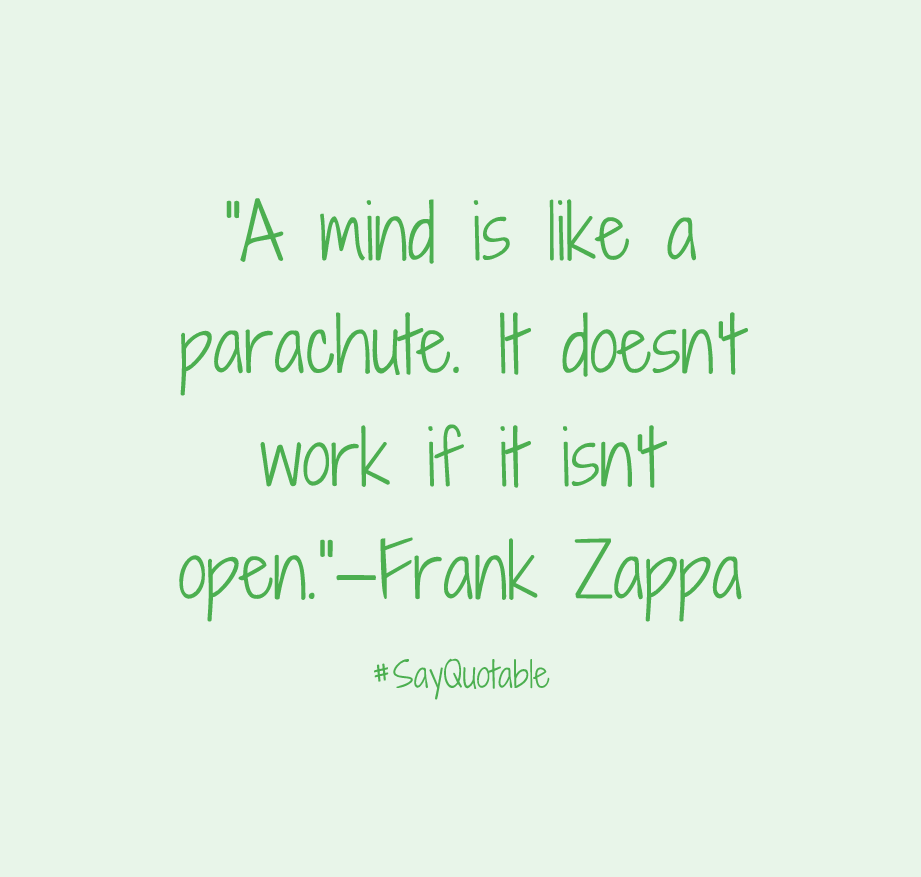 "A mind is like a
parachute. It doesn't
work if it isn't
open."—Frank Zappa
#SayQuotable